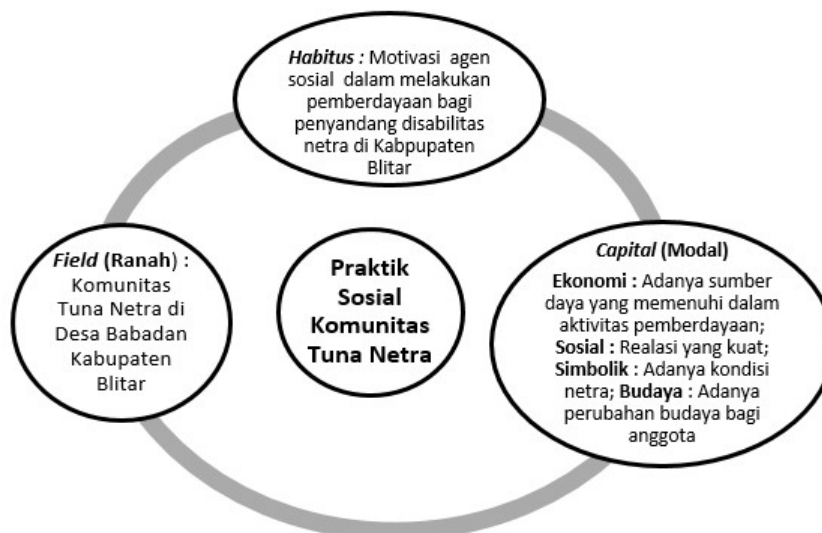 Habitus : Motivasi agen
sosial dalam melakukan
pemberdayaan bagi
penyandang disabilitas
netra di Kabpupaten
Blitar
Field (Ranah) :
Komunitas
Tuna Netra di
Desa Babadan
Kabupaten
Blitar
Praktik
Sosial
Komunitas
Tuna Netra
Capital (Modal)
Ekonomi : Adanya sumber
daya yang memenuhi dalam
aktivitas pemberdayaan;
Sosial : Realasi yang kuat;
Simbolik : Adanya kondisi
netra; Budaya : Adanya
perubahan budaya bagi
anggota